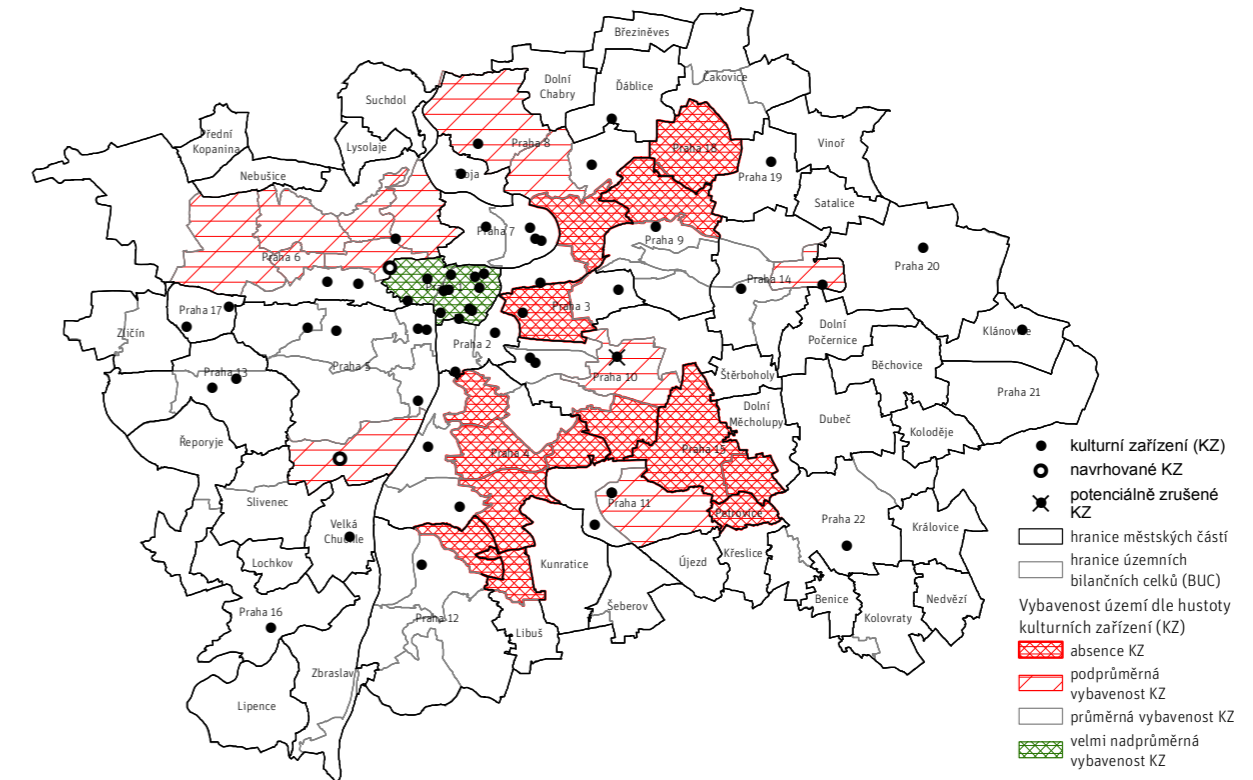 Březiněves
Dolní
Chabry
Ďáblice
Čakovice
Suchdol
Přední
Kopanina
Lysolaje
Praha 8
Praha 18
Vinoř
Nebušice
Troja
Praha 19
Satalice
Praha 7
Praha 9
Praha 6
Praha 20
Praha 14
Praha 17
Praha 3
Zličín
Dolní
Počernice
Klánovice
Praha 2
Praha 5
Běchovice
Praha 13
Praha 10
Štěrboholy
Praha 21
Dolní
Měcholupy
Dubeč
Koloděje
Řeporyje
Praha 4
Praha 15
Slivenec
Praha 11
Petrovice
Praha 22
Královice
Velká
Chuchle
Lochkov
Kunratice
Újezd
Křeslice
Benice
Nedvězí
Kolovraty
Šeberov
Praha 16
Praha 12
Libuš
Zbraslav
Lipence
kulturní zařízení (KZ)
navrhované KZ
potenciálně zrušené
KZ
hranice městských částí
hranice územních
bilančních celků (BUC)
Vybavenost území dle hustoty
kulturních zařízení (KZ)
absence KZ
podprůměrná
vybavenost KZ
průměrná vybavenost KZ
velmi nadprůměrná
vybavenost KZ